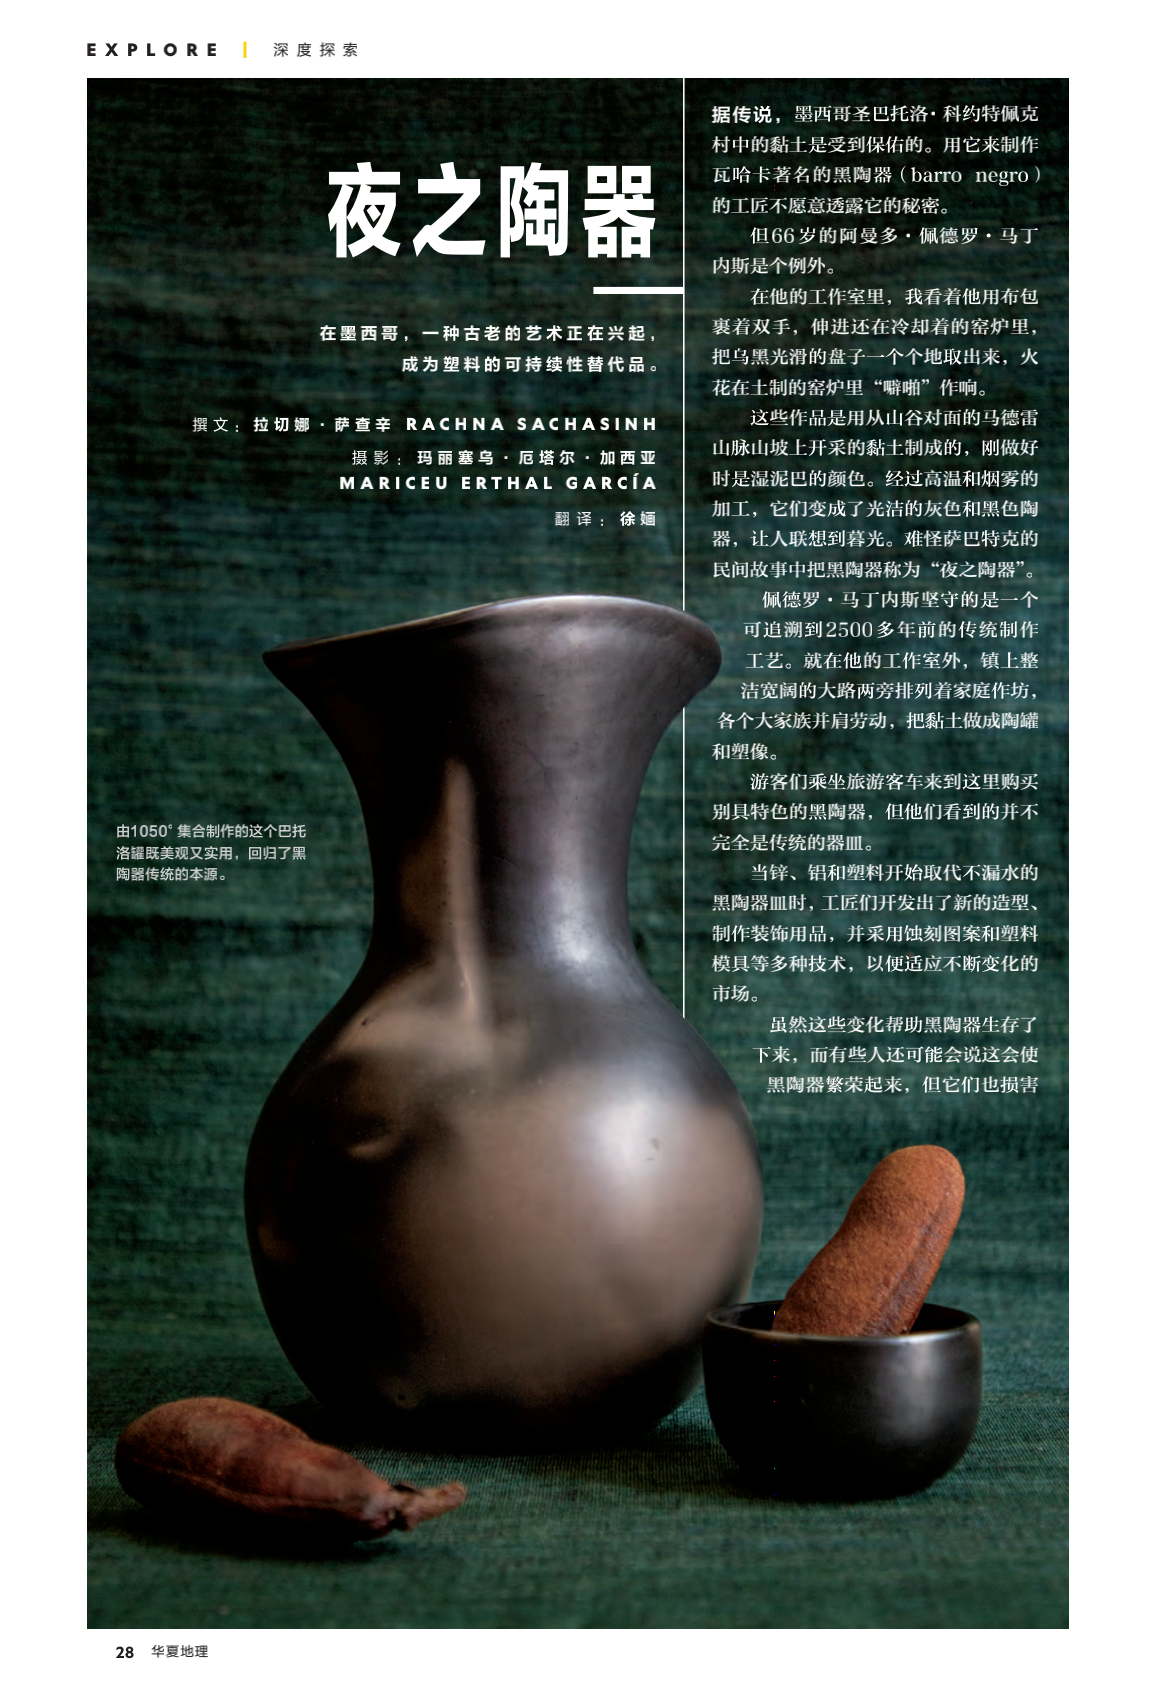 EXPLORE | 深度探索
夜之陶器
在墨西哥，一种古老的艺术正在兴起，
成为塑料的可持续性替代品。
撰文：拉切娜·萨查辛 RACHNA SACHASINH
摄影：玛丽塞乌·厄塔尔·加西亚
MARICEU ERTHAL GARCÍA
翻译：徐婳
由1050°集合制作的这个巴托
洛罐既美观又实用，回归了黑
陶器传统的本源。
据传说，墨西哥圣巴托洛·科约特佩克
村中的黏土是受到保佑的。用它来制作
瓦哈卡著名的黑陶器（barro negro）
的工匠不愿意透露它的秘密。
但66岁的阿曼多·佩德罗·马丁
内斯是个例外。
在他的工作室里，我看着他用布包
裹着双手，伸进还在冷却着的窑炉里，
把乌黑光滑的盘子一个个地取出来，火
花在土制的窑炉里“噼啪”作响。
这些作品是用从山谷对面的马德雷
山脉山坡上开采的黏土制成的，刚做好
时是湿泥巴的颜色。经过高温和烟雾的
加工，它们变成了光洁的灰色和黑色陶
器，让人联想到暮光。难怪萨巴特克的
民间故事中把黑陶器称为“夜之陶器”。
佩德罗·马丁内斯坚守的是一个
可追溯到2500多年前的传统制作
工艺。就在他的工作室外，镇上整
洁宽阔的大路两旁排列着家庭作坊，
各个大家族并肩劳动，把黏土做成陶罐
和塑像。
游客们乘坐旅游客车来到这里购买
别具特色的黑陶器，但他们看到的并不
完全是传统的器皿。
当锌、铝和塑料开始取代不漏水的
黑陶器皿时，工匠们开发出了新的造型、
制作装饰用品，并采用蚀刻图案和塑料
模具等多种技术，以便适应不断变化的
市场。
虽然这些变化帮助黑陶器生存了
下来，而有些人还可能会说这会使
黑陶器繁荣起来，但它们也损害
28 华夏地理